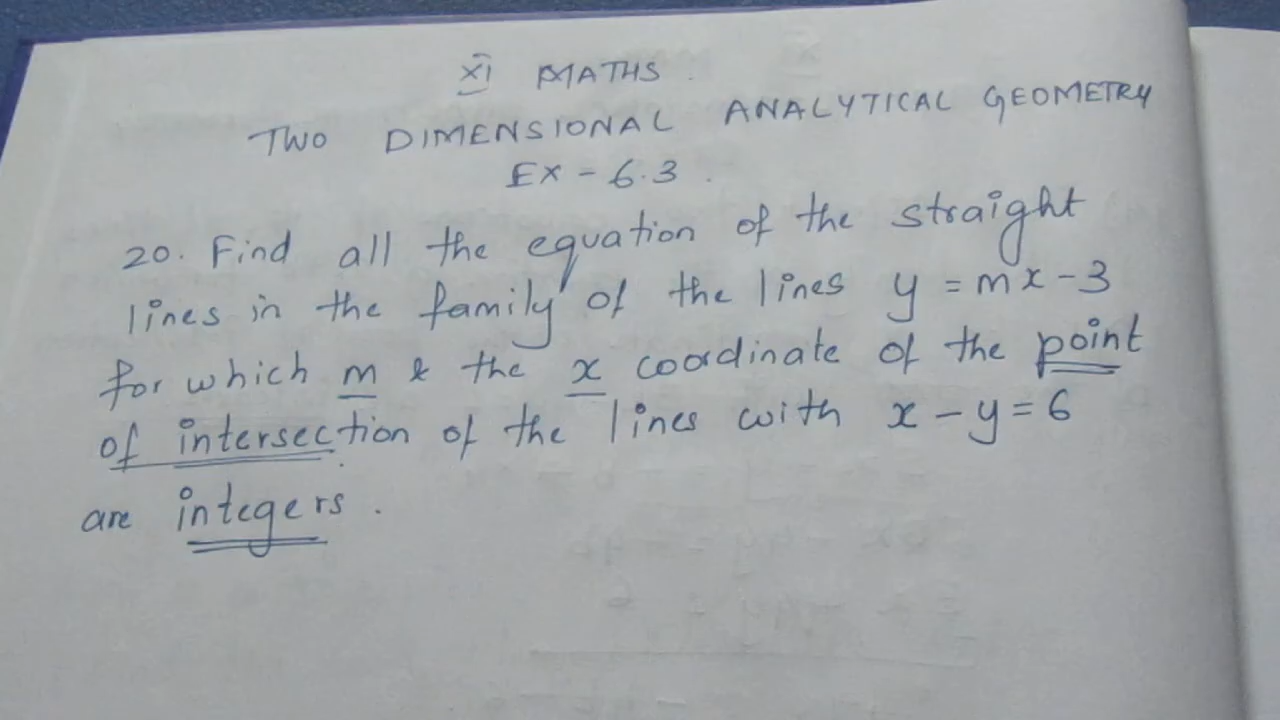 XI MATHS.
TWO DIMENSIONAL ANALYTICAL GEOMETRY
EX - 6.3.
20. Find all the equation of the straight
lines in the family of the lines y = mx - 3
for which m & the x coordinate of the point
of intersection of the lines with x - y = 6
are integers.